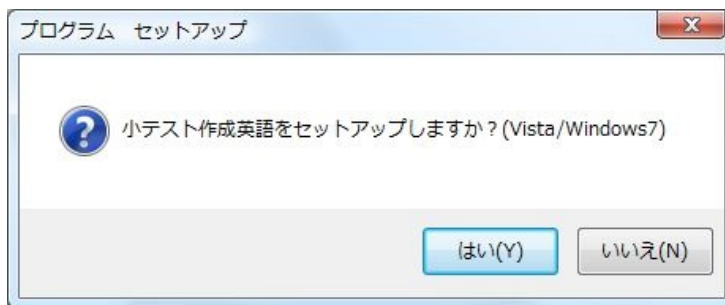 プログラム　セットアップ
小テスト作成英語をセットアップしますか？(Vista/Windows7)
はい(Y)
いいえ(N)